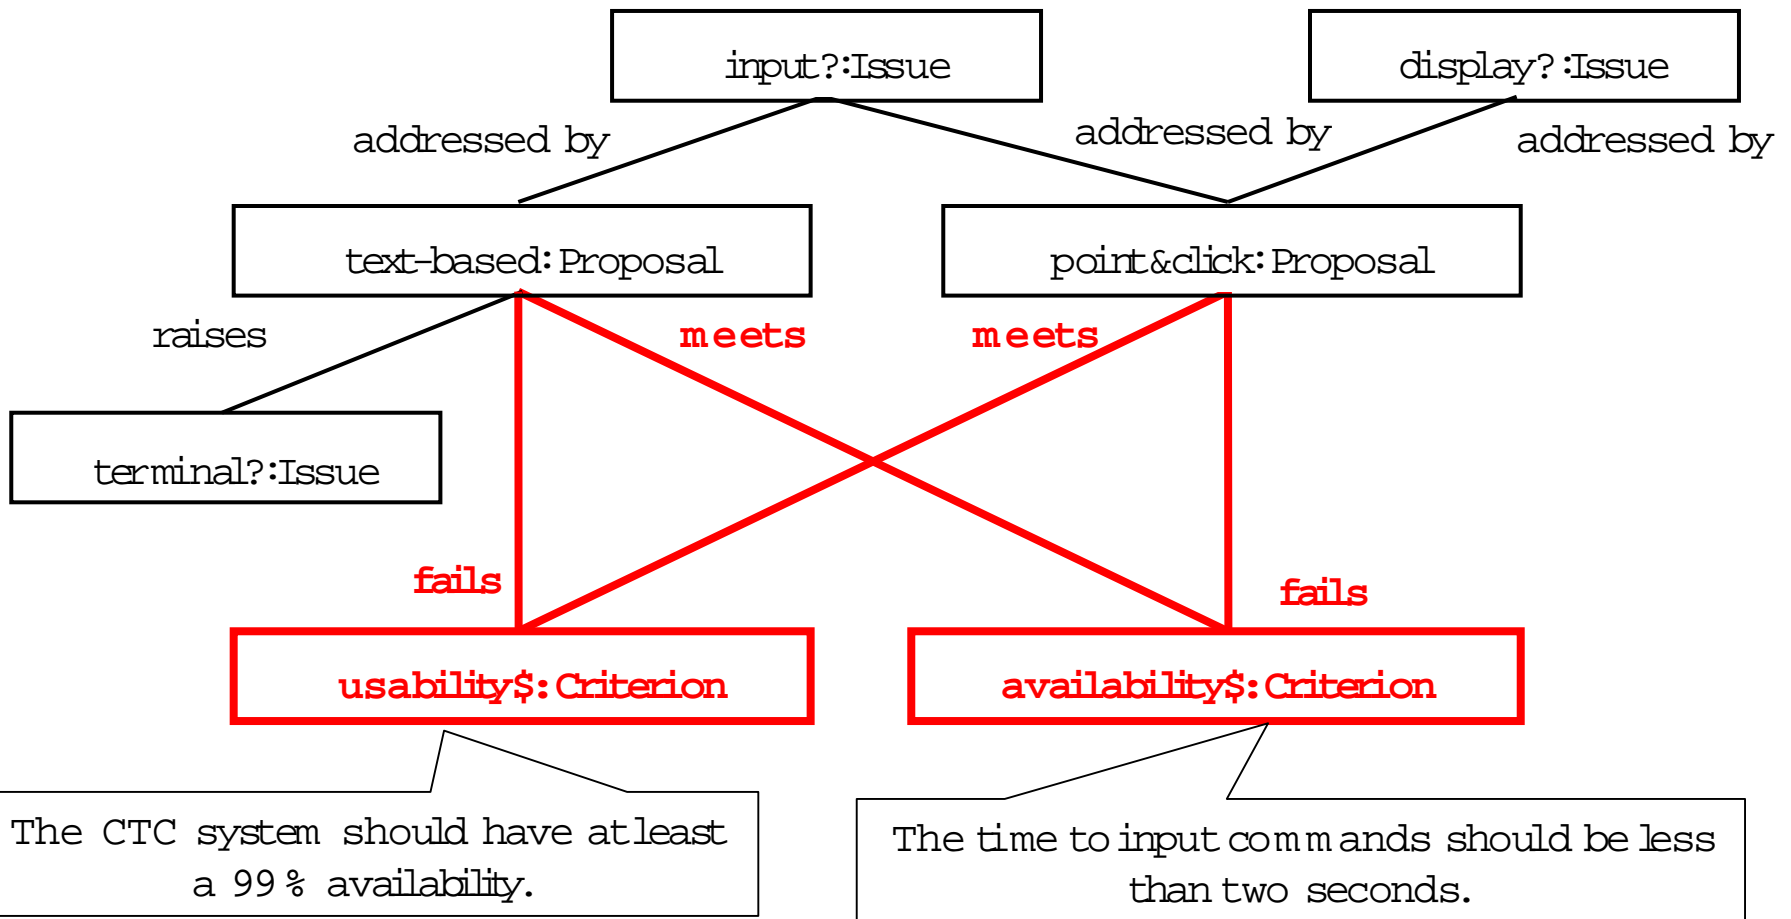 input?:Issue
display?:Issue
addressed by
addressed by
addressed by
text-based:Proposal
point&click:Proposal
raises
meets
meets
terminal?:Issue
fails
fails
usability$:Criterion
availability$:Criterion
The CTC system should have at least
a 99% availability.
The time to input commands should be less
than two seconds.